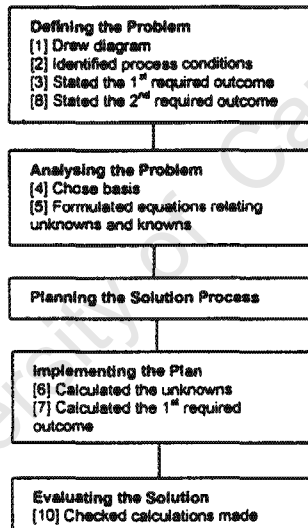 Defining the Problem
[1] Drew diagram
[2] Identified process conditions
[3] Stated the 1st required outcome
[8] Stated the 2nd required outcome
Analysing the Problem
[4] Chose basis
[5] Formulated equations relating
unknowns and knowns
Planning the Solution Process
Implementing the Plan
[6] Calculated the unknowns
[7] Calculated the 1st required
outcome
Evaluating the Solution
[10] Checked calculations made
ersity of Ca